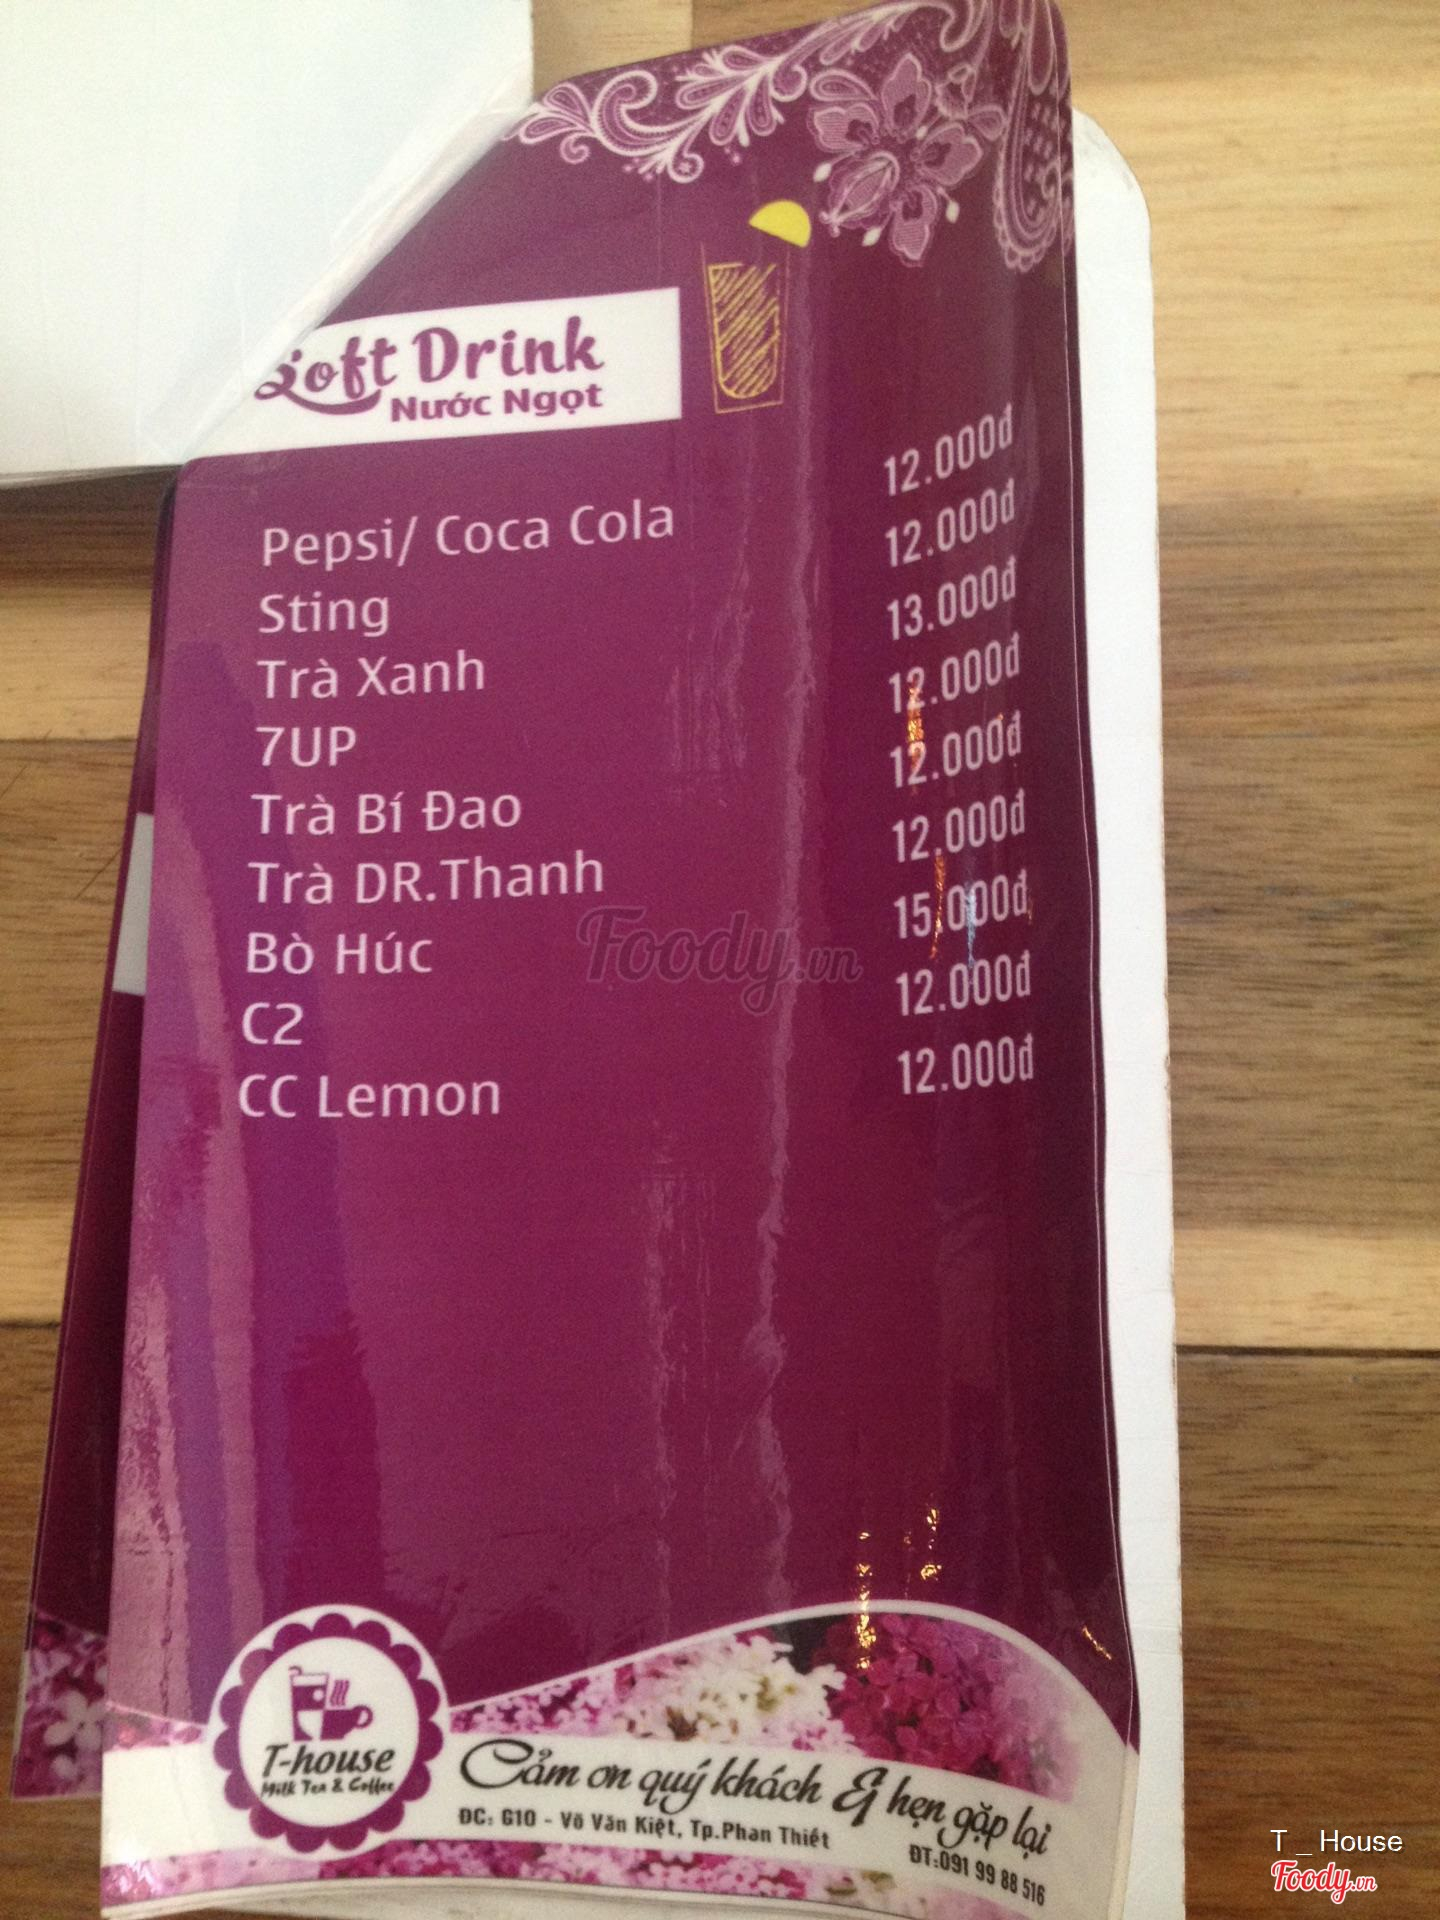 Soft Drink
Nước Ngọt
Pepsi/ Coca Cola 12.000đ
Sting 12.000đ
Trà Xanh 13.000đ
7UP 12.000đ
Trà Bí Đao 12.000đ
Trà DR.Thanh 12.000đ
Bò Húc 15.000đ
C2 12.000đ
CC Lemon 12.000đ
Foody.vn
T-house
Milk Tea & Coffee
Cảm ơn quý khách & hẹn gặp lại
ĐC: G10 - Võ Văn Kiệt, Tp.Phan Thiết
ĐT:091 99 88 516
T _ House
Foody.vn